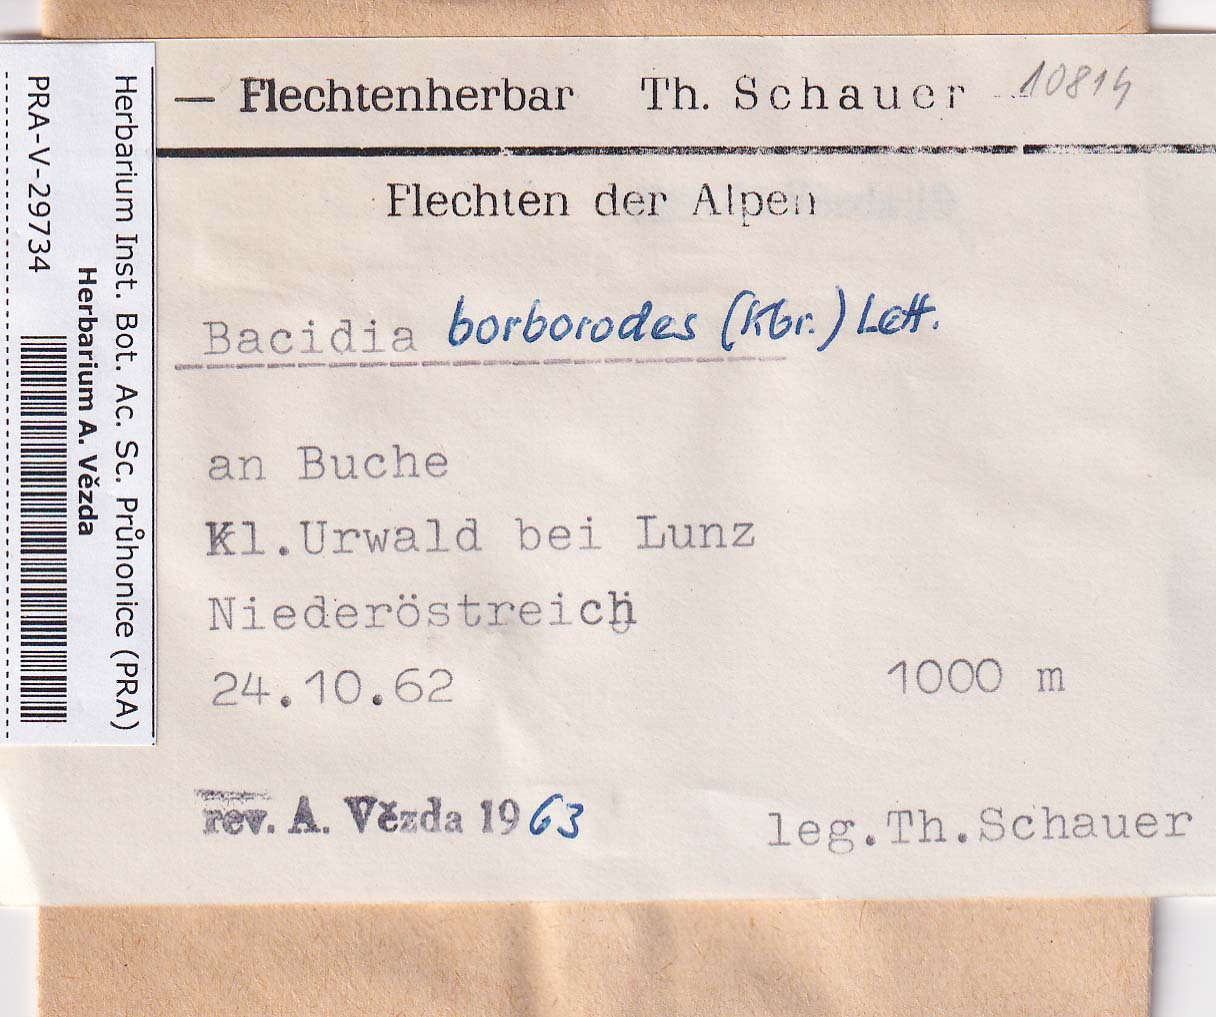 Herbarium Inst. Bot. Ac. Sc. Průhonice (PRA)
Herbarium A. Vězda
PRA-V-29734
— Flechtenherbar Th. Schauer 10814
Flechten der Alpen
Bacidia borborodes (Kbr.) Lett.
an Buche
Kl.Urwald bei Lunz
Niederöstreich
24.10.62 1000 m
rev. A. Vězda 1963
leg.Th.Schauer